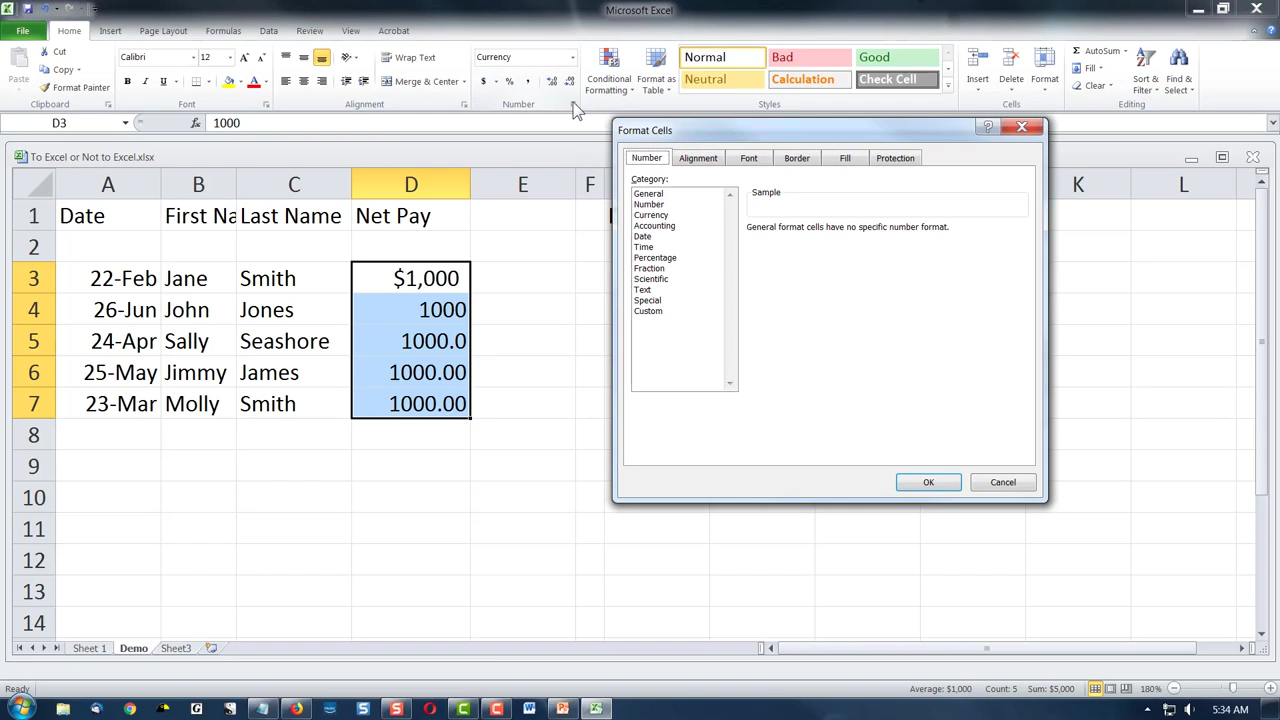 Microsoft Excel
File Home Insert Page Layout Formulas Data Review View Acrobat
Paste
Cut
Copy
Format Painter
Clipboard
Calibri 12
B I U A
Font
Wrap Text
Merge & Center
Alignment
Currency
$ % ,
Number
Conditional Formatting
Format as Table
Normal Bad Good
Neutral Calculation Check Cell
Styles
Insert Delete Format
Cells
AutoSum
Fill
Clear
Sort & Filter
Find & Select
Editing
D3 fx 1000
To Excel or Not to Excel.xlsx
A B C D E F K L
1 Date First Na Last Name Net Pay
2
3 22-Feb Jane Smith $1,000
4 26-Jun John Jones 1000
5 24-Apr Sally Seashore 1000.0
6 25-May Jimmy James 1000.00
7 23-Mar Molly Smith 1000.00
8
9
10
11
12
13
14
Format Cells
Number Alignment Font Border Fill Protection
Category:
General
Number
Currency
Accounting
Date
Time
Percentage
Fraction
Scientific
Text
Special
Custom
Sample
General format cells have no specific number format.
OK Cancel
Sheet 1 Demo Sheet3
Ready Average: $1,000 Count: 5 Sum: $5,000 180%
5:34 AM